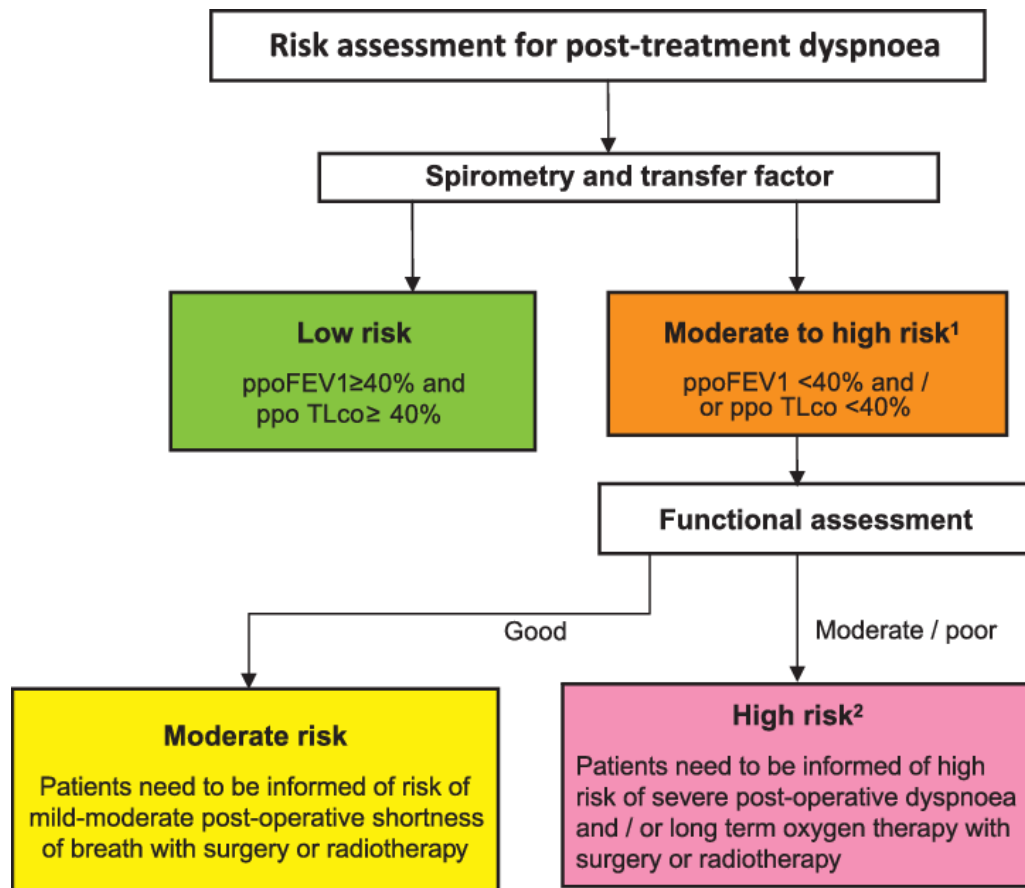 Risk assessment for post-treatment dyspnoea
Spirometry and transfer factor
Low risk
ppoFEV1≥40% and
ppo TLco≥ 40%
Moderate to high risk¹
ppoFEV1 <40% and /
or ppo TLco <40%
Functional assessment
Good
Moderate / poor
Moderate risk
Patients need to be informed of risk of
mild-moderate post-operative shortness
of breath with surgery or radiotherapy
High risk²
Patients need to be informed of high
risk of severe post-operative dyspnoea
and / or long term oxygen therapy with
surgery or radiotherapy